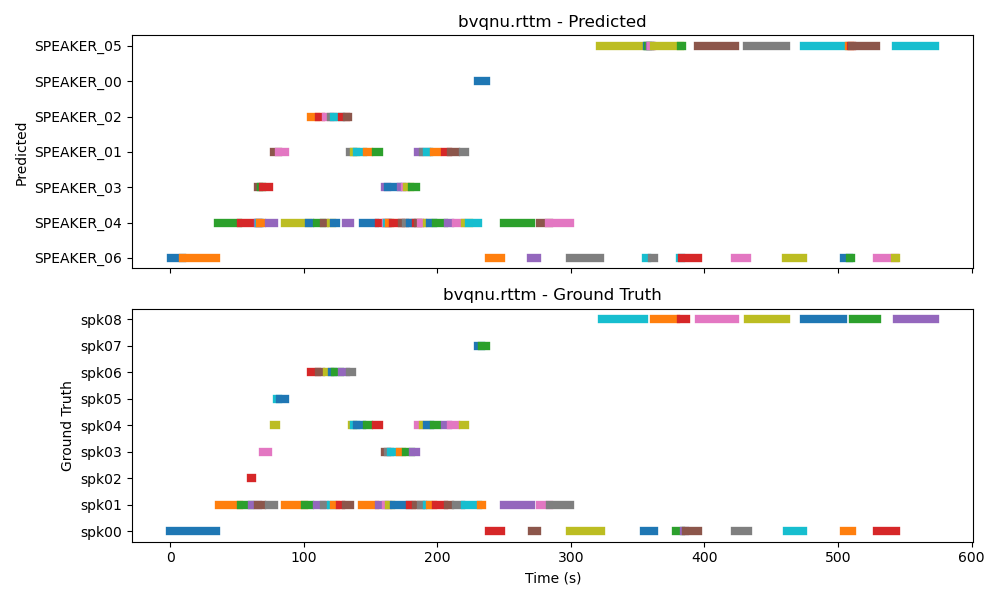 bvqnu.rttm - Predicted
SPEAKER_05
SPEAKER_00
SPEAKER_02
SPEAKER_01
SPEAKER_03
SPEAKER_04
SPEAKER_06
Predicted
bvqnu.rttm - Ground Truth
spk08
spk07
spk06
spk05
spk04
spk03
spk02
spk01
spk00
Ground Truth
0 100 200 300 400 500 600
Time (s)